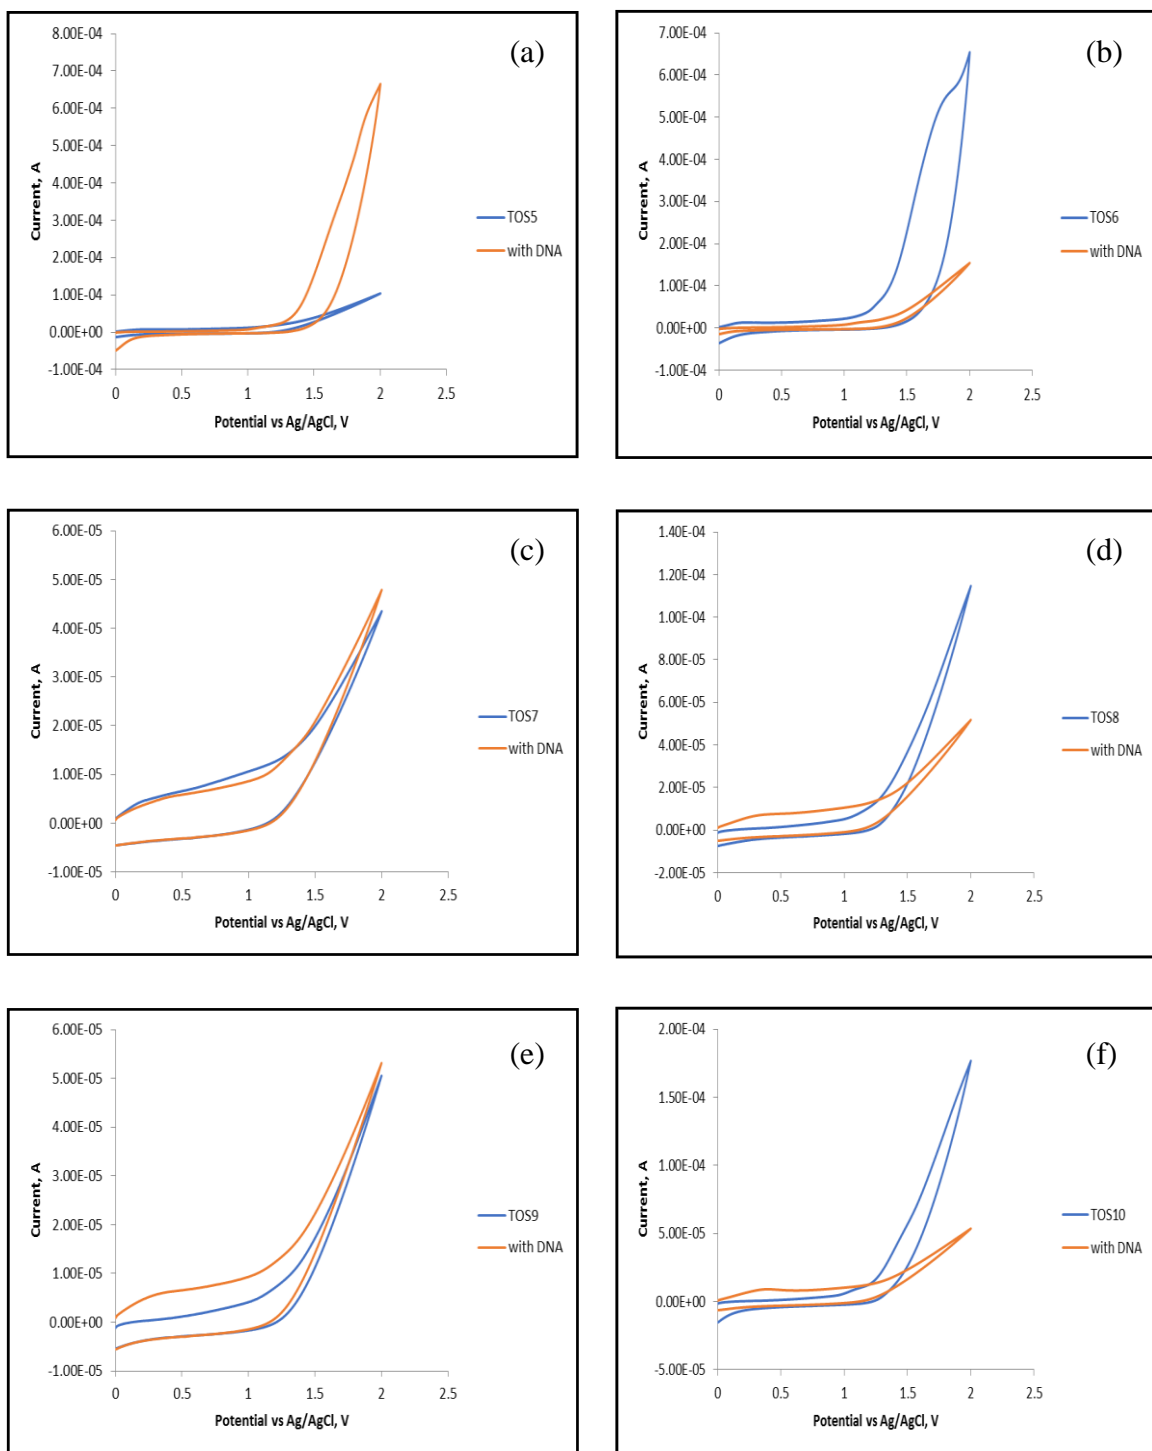 (a)
8.00E-04
7.00E-04
6.00E-04
5.00E-04
4.00E-04
3.00E-04
2.00E-04
1.00E-04
0.00E+00
-1.00E-04
Current, A
0 0.5 1 1.5 2 2.5
Potential vs Ag/AgCl, V
TOS5
with DNA
(b)
7.00E-04
6.00E-04
5.00E-04
4.00E-04
3.00E-04
2.00E-04
1.00E-04
0.00E+00
-1.00E-04
Current, A
0 0.5 1 1.5 2 2.5
Potential vs Ag/AgCl, V
TOS6
with DNA
(c)
6.00E-05
5.00E-05
4.00E-05
3.00E-05
2.00E-05
1.00E-05
0.00E+00
-1.00E-05
Current, A
0 0.5 1 1.5 2 2.5
Potential vs Ag/AgCl, V
TOS7
with DNA
(d)
1.40E-04
1.20E-04
1.00E-04
8.00E-05
6.00E-05
4.00E-05
2.00E-05
0.00E+00
-2.00E-05
Current, A
0 0.5 1 1.5 2 2.5
Potential vs Ag/AgCl, V
TOS8
with DNA
(e)
6.00E-05
5.00E-05
4.00E-05
3.00E-05
2.00E-05
1.00E-05
0.00E+00
-1.00E-05
Current, A
0 0.5 1 1.5 2 2.5
Potential vs Ag/AgCl, V
TOS9
with DNA
(f)
2.00E-04
1.50E-04
1.00E-04
5.00E-05
0.00E+00
-5.00E-05
Current, A
0 0.5 1 1.5 2 2.5
Potential vs Ag/AgCl, V
TOS10
with DNA